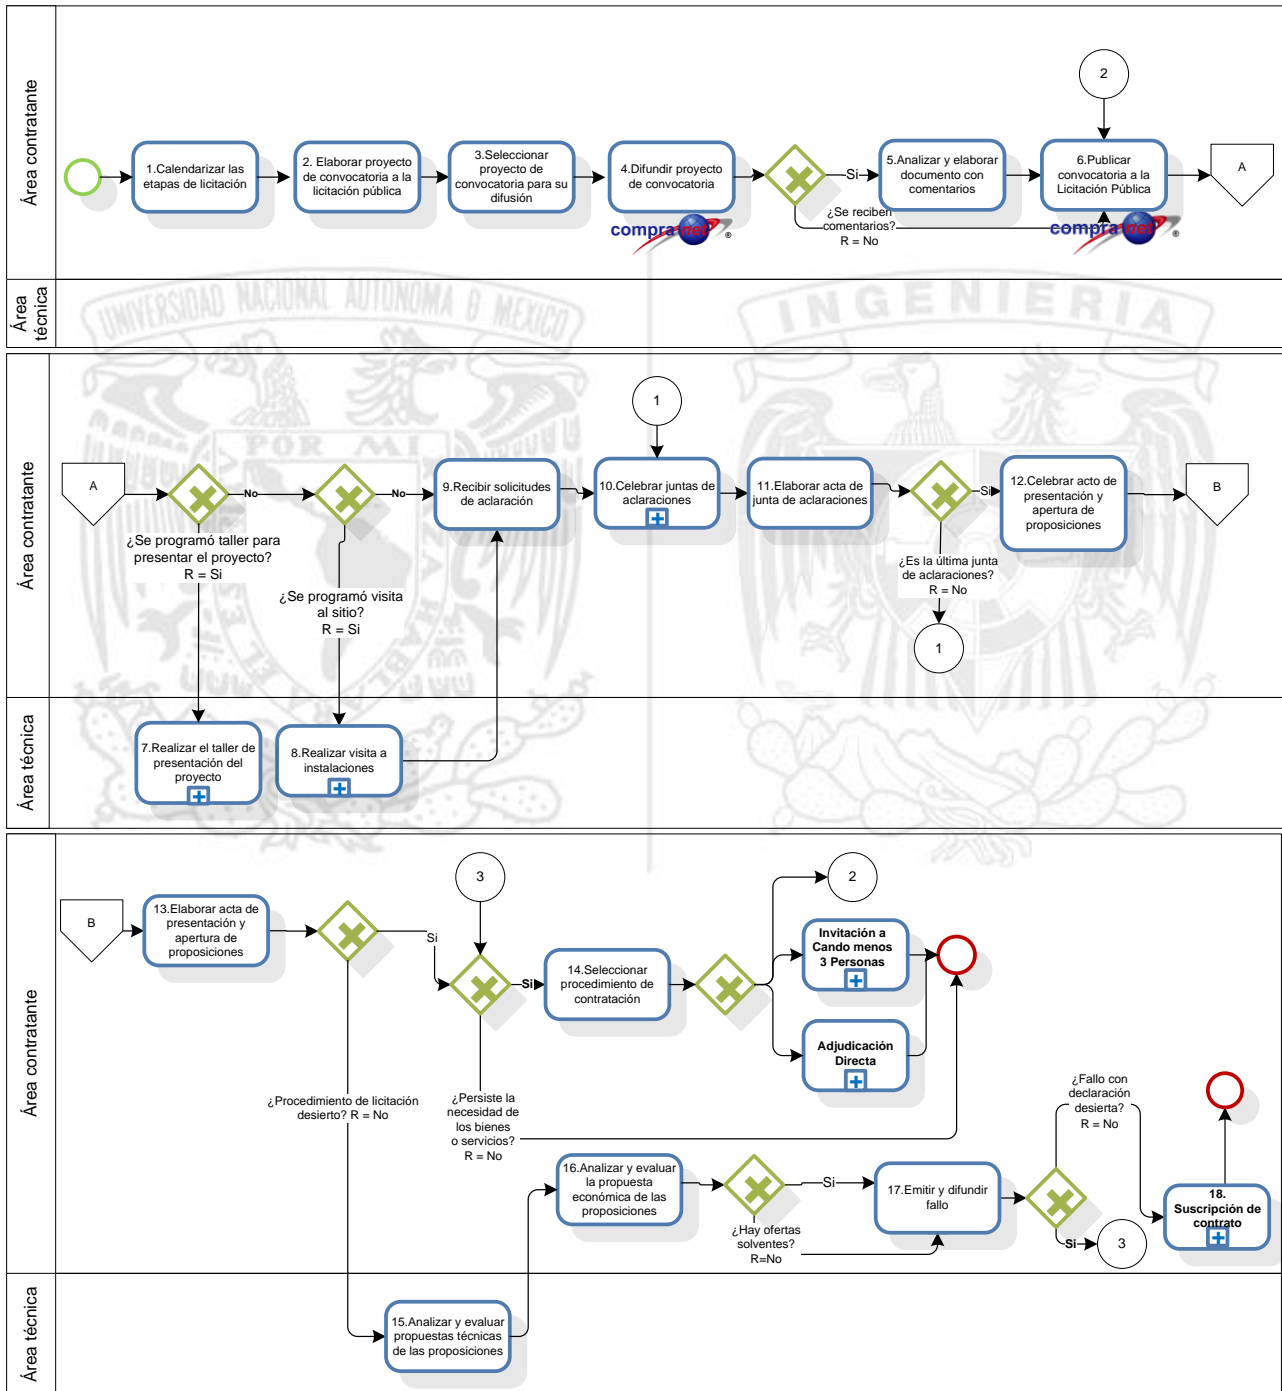 Área contratante
2
1.Calendarizar las
etapas de licitación
2. Elaborar proyecto
de convocatoria a la
licitación pública
3.Seleccionar
proyecto de
convocatoria para su
difusión
4.Difundir proyecto
de convocatoria
compranet ®
Si
¿Se reciben
comentarios?
R = No
5.Analizar y elaborar
documento con
comentarios
6.Publicar
convocatoria a la
Licitación Pública
compranet ®
A
Área
técnica
UNIVERSIDAD NACIONAL AUTONOMA Ð MEXICO
INGENIERIA
POR MI
Área contratante
A
No
¿Se programó taller para
presentar el proyecto?
R = Si
No
¿Se programó visita
al sitio?
R = Si
9.Recibir solicitudes
de aclaración
1
10.Celebrar juntas de
aclaraciones
11.Elaborar acta de
junta de aclaraciones
Si
¿Es la última junta
de aclaraciones?
R = No
1
12.Celebrar acto de
presentación y
apertura de
proposiciones
B
Área técnica
7.Realizar el taller de
presentación del
proyecto
8.Realizar visita a
instalaciones
Área contratante
B
13.Elaborar acta de
presentación y
apertura de
proposiciones
Si
¿Procedimiento de licitación
desierto? R = No
3
Si
¿Persiste la
necesidad de
los bienes
o servicios?
R = No
14.Seleccionar
procedimiento de
contratación
2
Invitación a
Cando menos
3 Personas
Adjudicación
Directa
16.Analizar y evaluar
la propuesta
económica de las
proposiciones
Si
¿Hay ofertas
solventes?
R=No
17.Emitir y difundir
fallo
¿Fallo con
declaración
desierta?
R = No
Si
3
18.
Suscripción de
contrato
Área técnica
15.Analizar y evaluar
propuestas técnicas
de las proposiciones